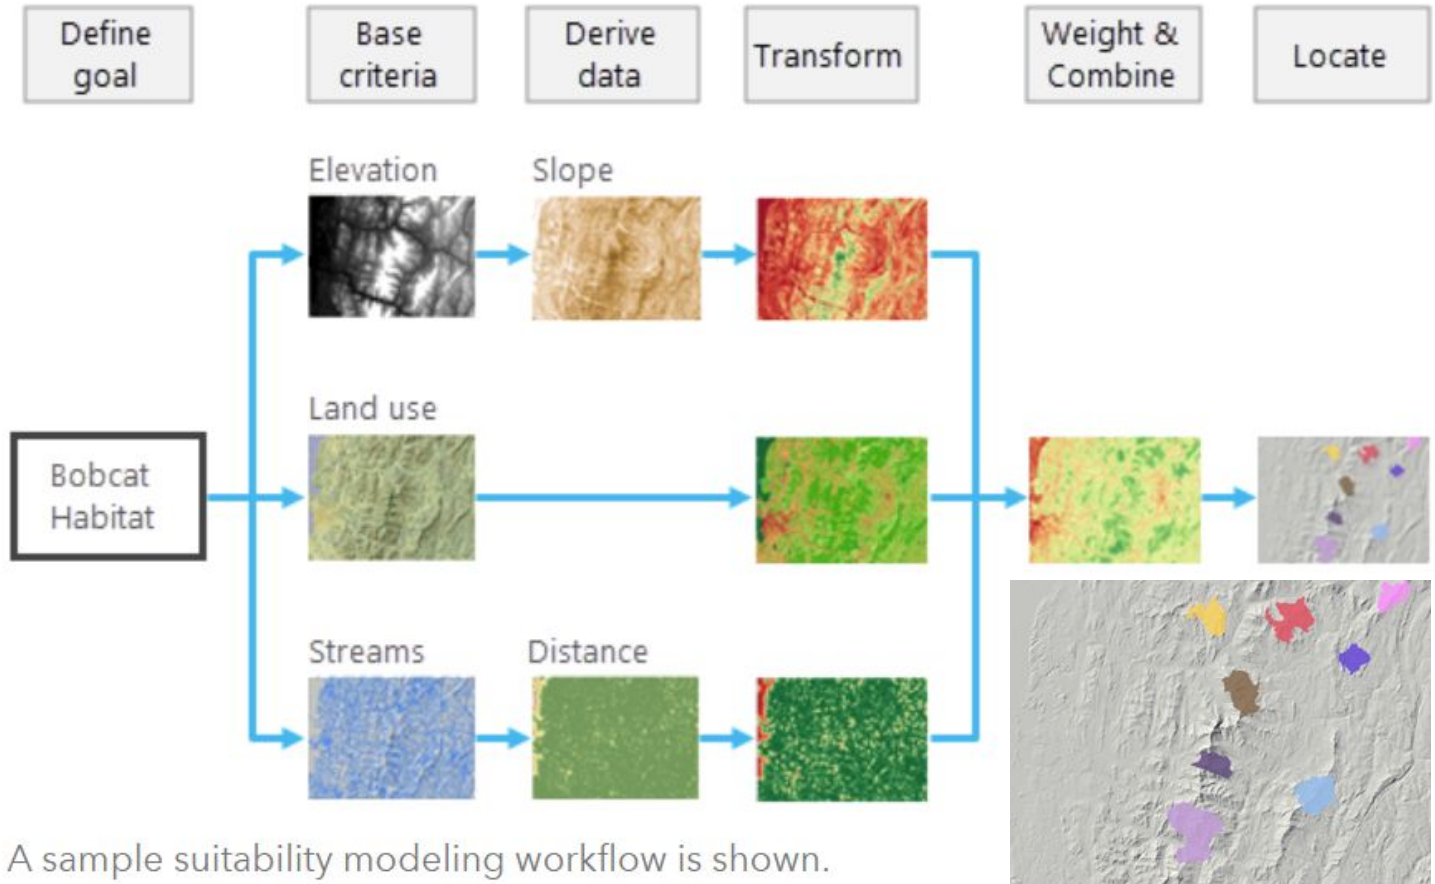 Define
goal
Base
criteria
Derive
data
Transform
Weight &
Combine
Locate
Elevation
Slope
Land use
Bobcat
Habitat
Streams
Distance
A sample suitability modeling workflow is shown.